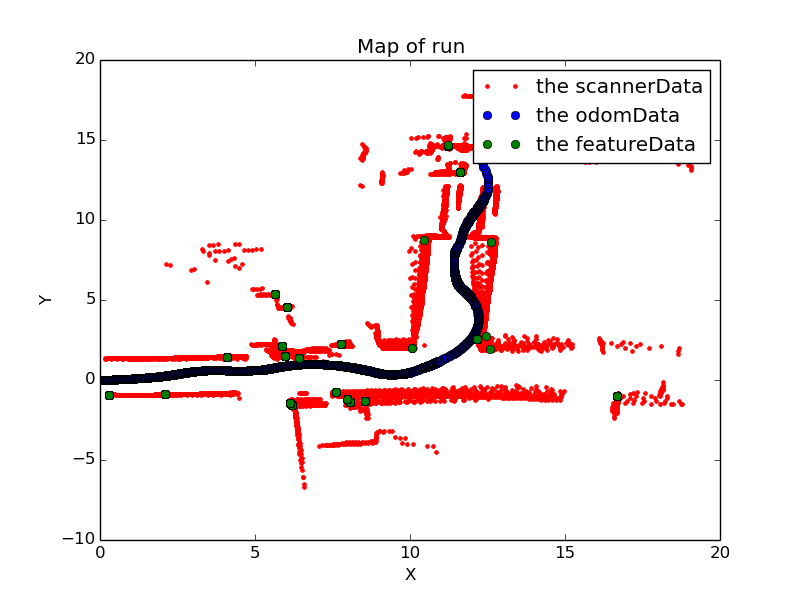 Map of run
20
the scannerData
the odomData
the featureData
15
10
Y
5
0
−5
−10
0 5 10 15 20
X